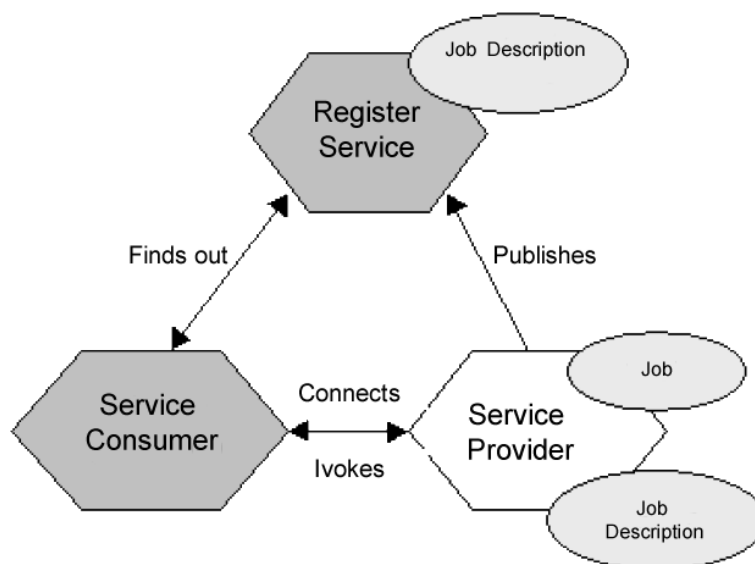 Job Description
Register
Service
Finds out
Publishes
Service
Consumer
Connects
Ivokes
Service
Provider
Job
Job
Description